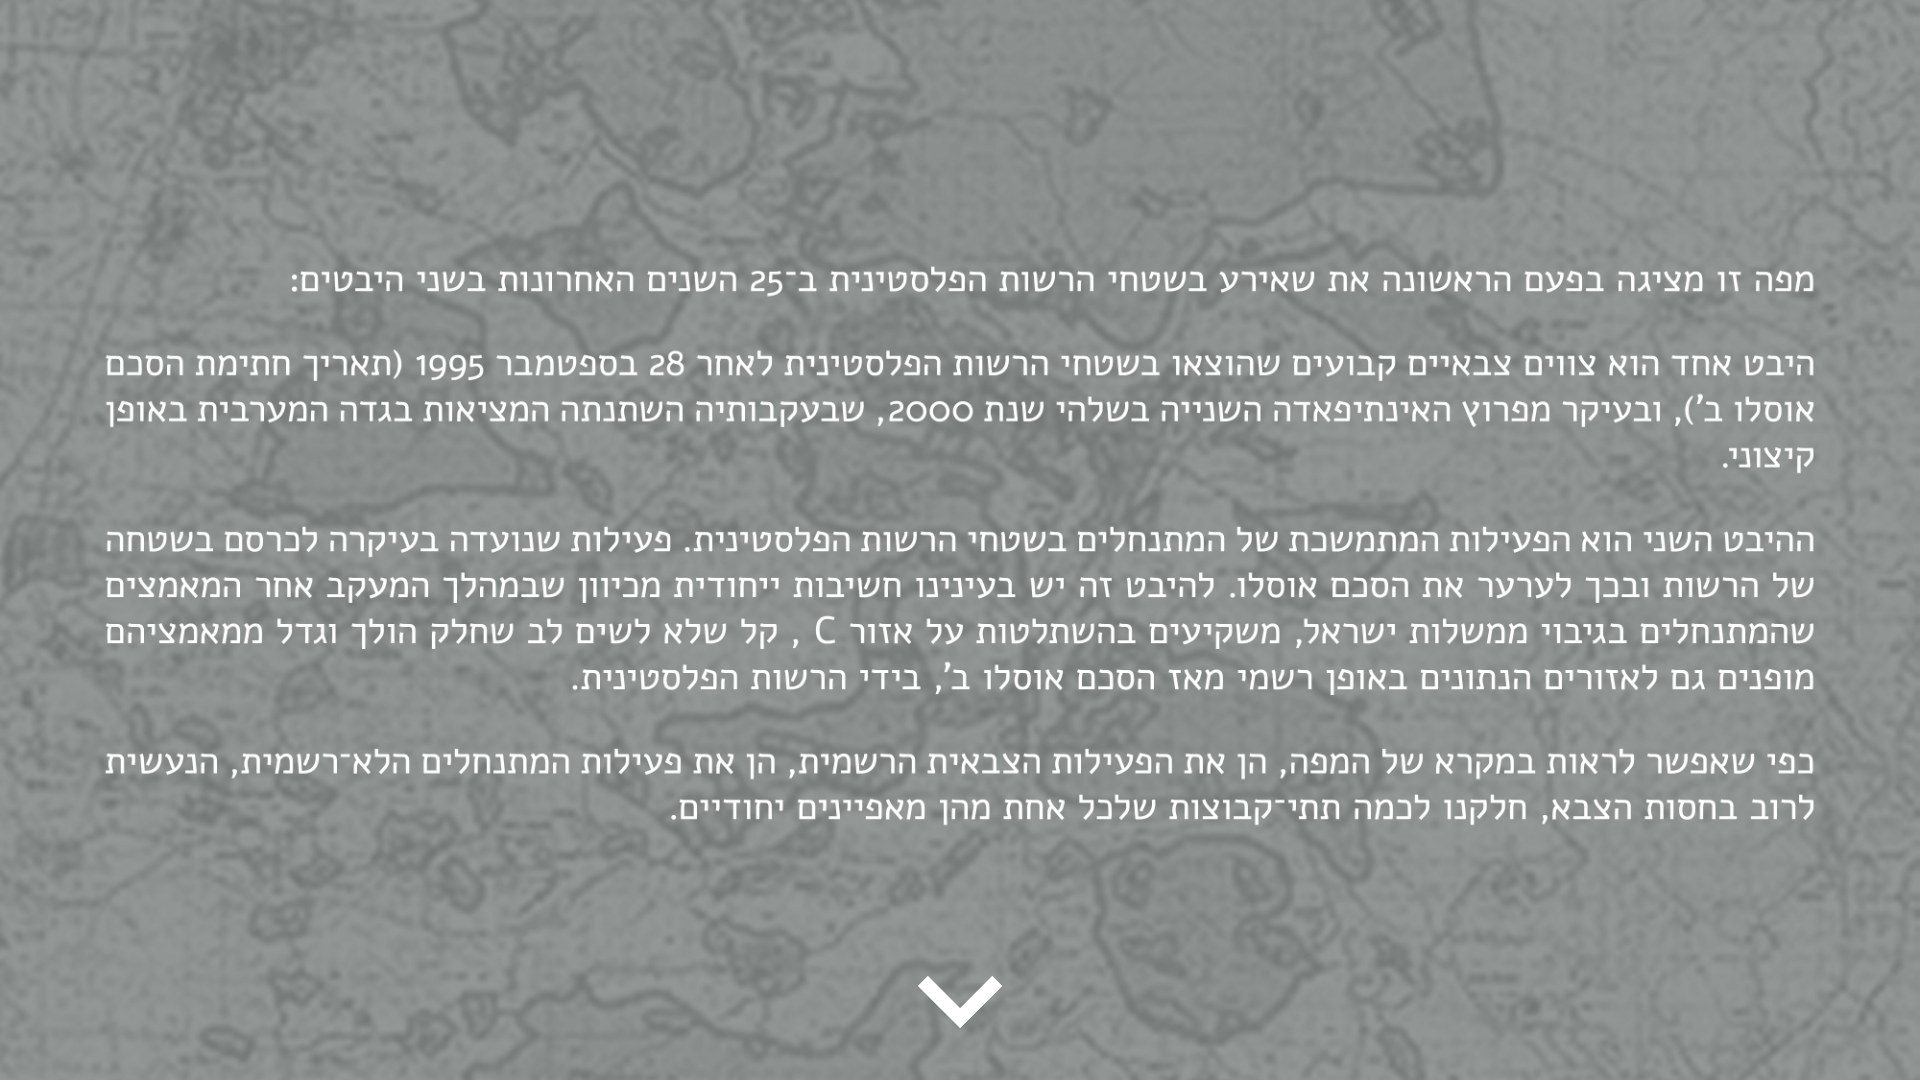 מפה זו מציגה בפעם הראשונה את שאירע בשטחי הרשות הפלסטינית ב־25 השנים האחרונות בשני היבטים:
היבט אחד הוא צווים צבאיים קבועים שהוצאו בשטחי הרשות הפלסטינית לאחר 28 בספטמבר 1995 (תאריך חתימת הסכם
אוסלו ב'), ובעיקר מפרוץ האינתיפאדה השנייה בשלהי שנת 2000, שבעקבותיה השתנתה המציאות בגדה המערבית באופן
קיצוני.
ההיבט השני הוא הפעילות המתמשכת של המתנחלים בשטחי הרשות הפלסטינית. פעילות שנועדה בעיקרה לכרסם בשטחה
של הרשות ובכך לערער את הסכם אוסלו. להיבט זה יש בעינינו חשיבות ייחודית מכיוון שבמהלך המעקב אחר המאמצים
שהמתנחלים בגיבוי ממשלות ישראל, משקיעים בהשתלטות על אזור C , קל שלא לשים לב שחלק הולך וגדל ממאמציהם
מופנים גם לאזורים הנתונים באופן רשמי מאז הסכם אוסלו ב', בידי הרשות הפלסטינית.
כפי שאפשר לראות במקרא של המפה, הן את הפעילות הצבאית הרשמית, הן את פעילות המתנחלים הלא־רשמית, הנעשית
לרוב בחסות הצבא, חלקנו לכמה תתי־קבוצות שלכל אחת מהן מאפיינים יחודיים.